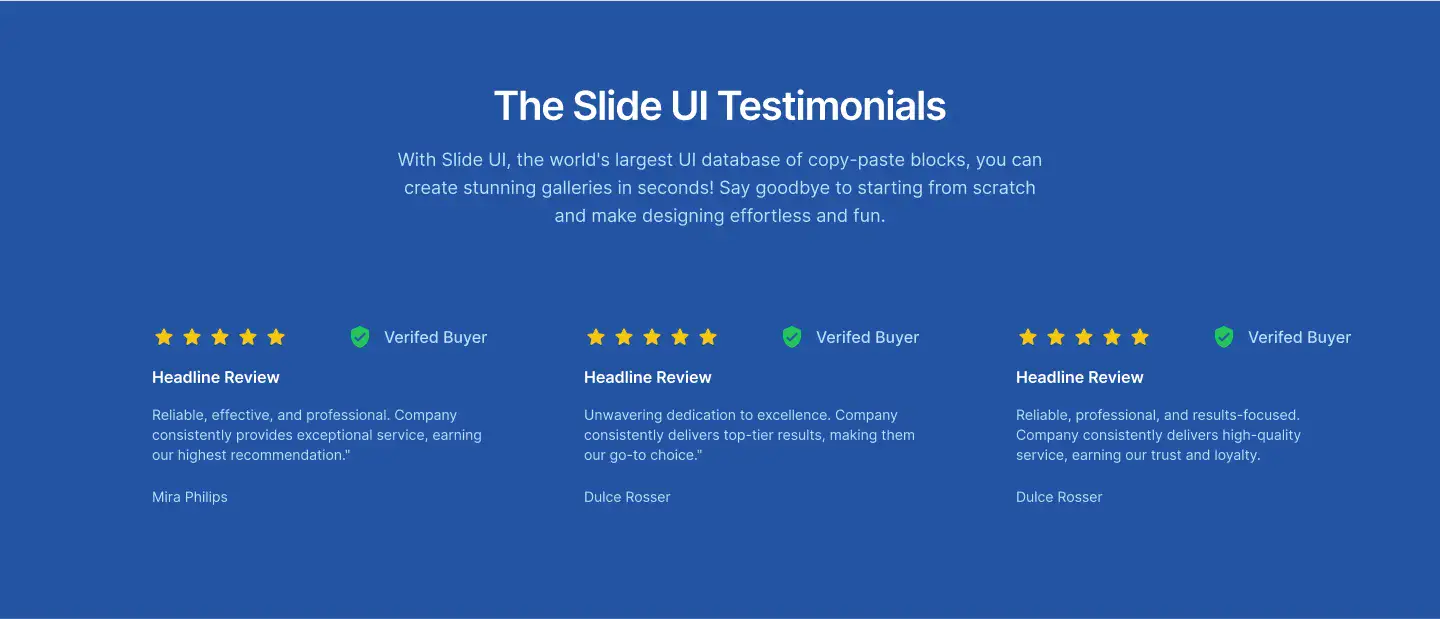 The Slide UI Testimonials
With Slide UI, the world's largest UI database of copy-paste blocks, you can
create stunning galleries in seconds! Say goodbye to starting from scratch
and make designing effortless and fun.
Verifed Buyer
Headline Review
Reliable, effective, and professional. Company
consistently provides exceptional service, earning
our highest recommendation."
Mira Philips
Verifed Buyer
Headline Review
Unwavering dedication to excellence. Company
consistently delivers top-tier results, making them
our go-to choice."
Dulce Rosser
Verifed Buyer
Headline Review
Reliable, professional, and results-focused.
Company consistently delivers high-quality
service, earning our trust and loyalty.
Dulce Rosser